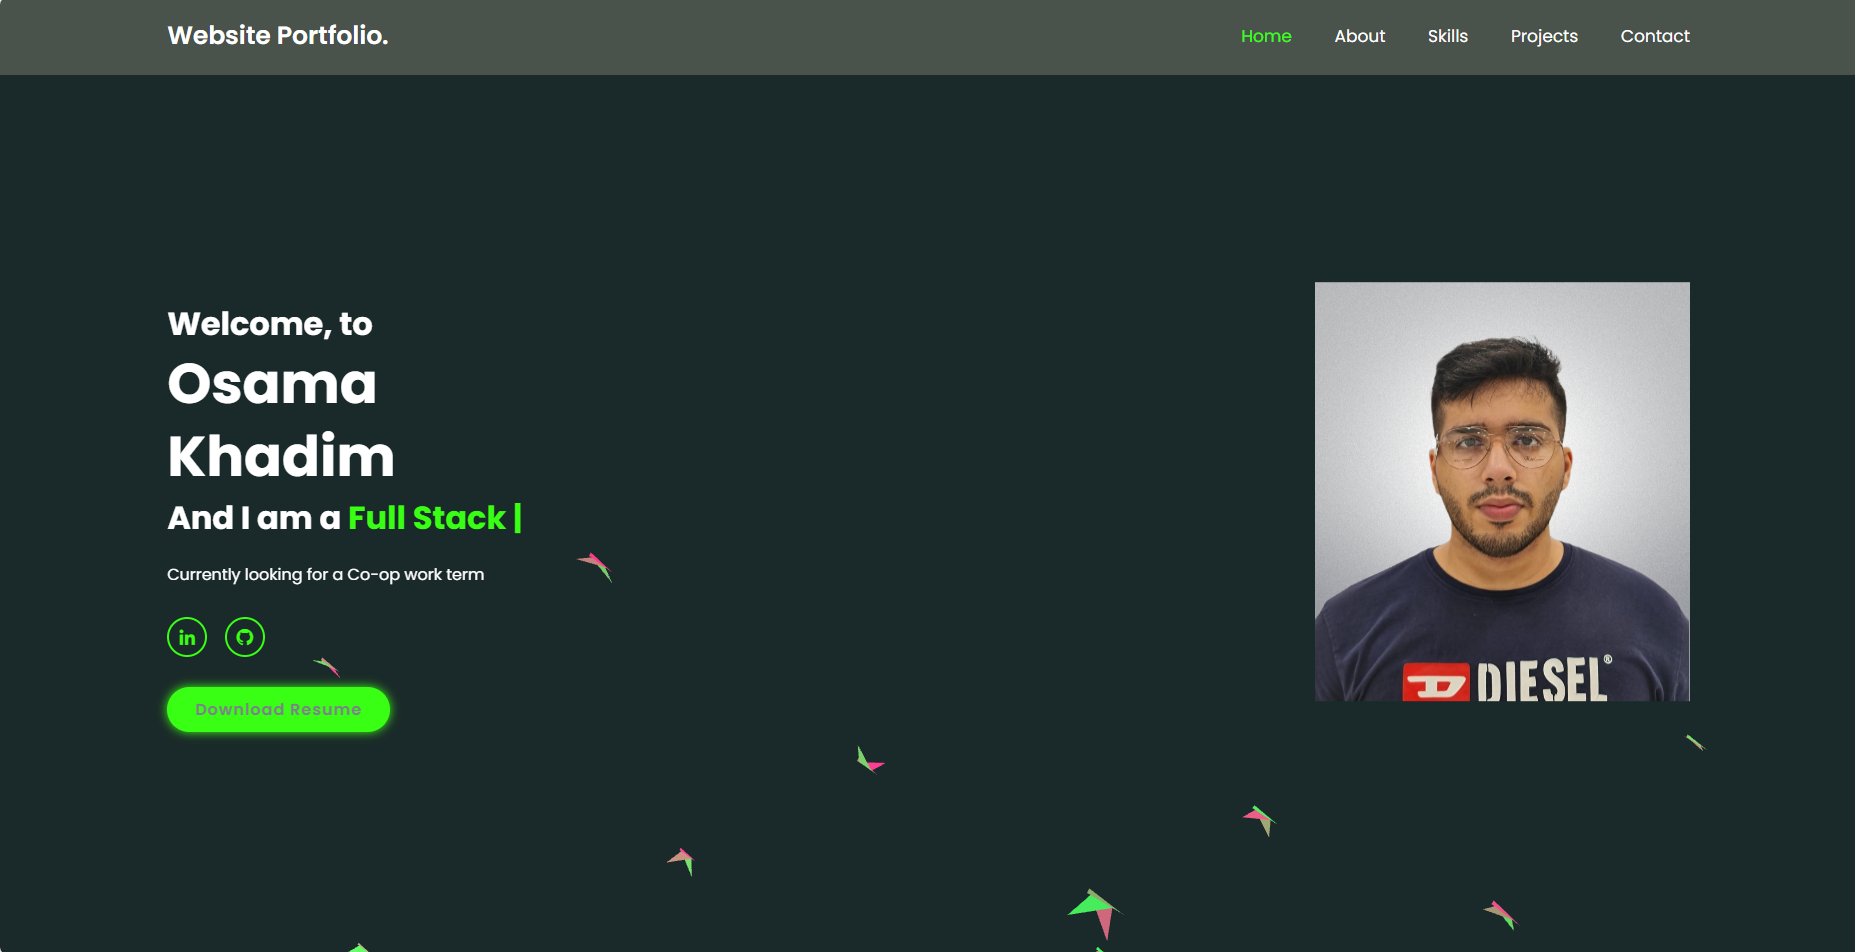 Website Portfolio.
Home About Skills Projects Contact
Welcome, to
Osama
Khadim
And I am a Full Stack |
Currently looking for a Co-op work term
in
Download Resume
DIESEL®